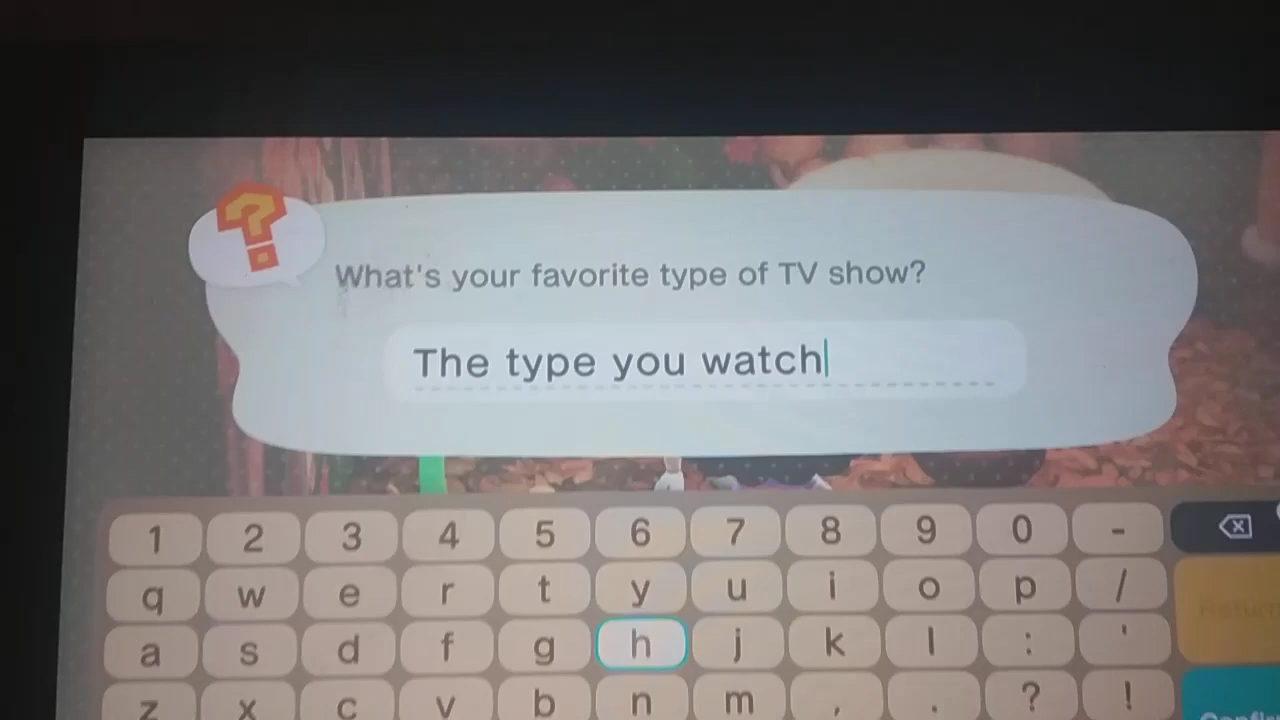 ?
What's your favorite type of TV show?
The type you watch
1 2 3 4 5 6 7 8 9 0 -
q w e r t y u i o p /
Return
a s d f g h j k l : '
z x c v b n m , . ? !